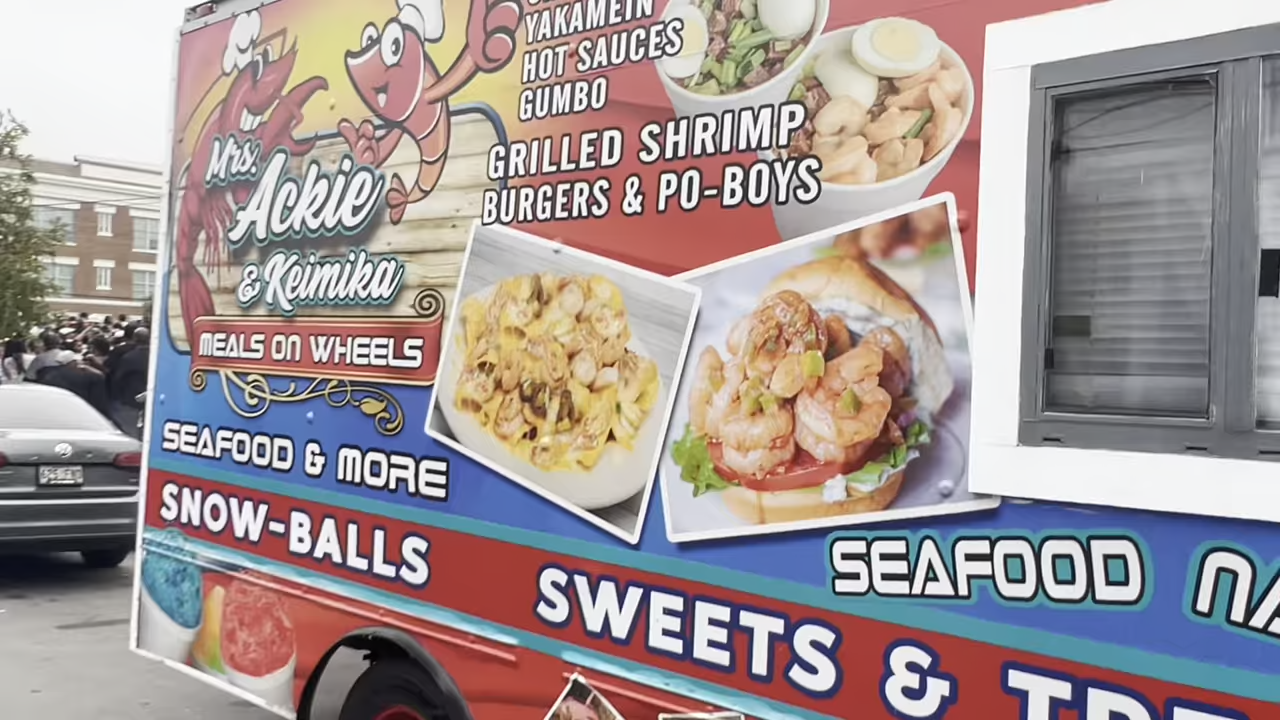 YAKAMEIN
HOT SAUCES
GUMBO
GRILLED SHRIMP
BURGERS & PO-BOYS
Mrs.
Ackie
& Keimika
MEALS ON WHEELS
SEAFOOD & MORE
SNOW-BALLS
SWEETS &
SEAFOOD